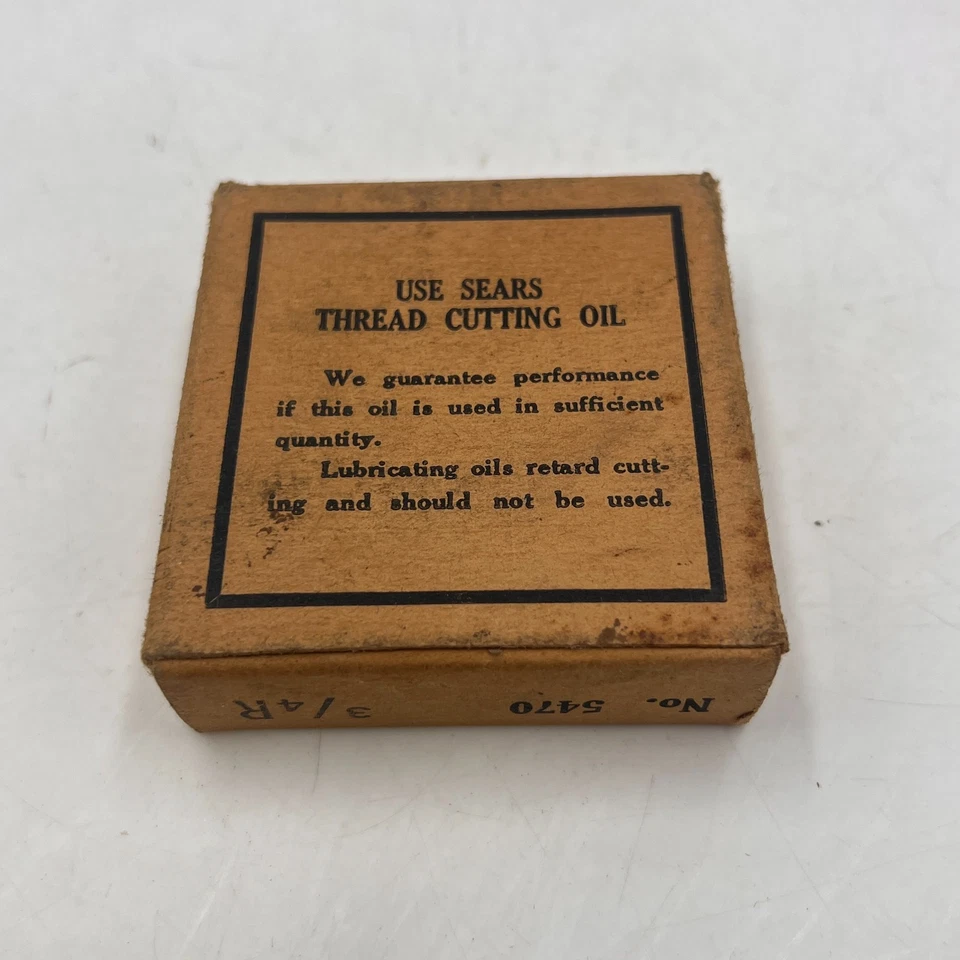 USE SEARS
THREAD CUTTING OIL
We guarantee performance
if this oil is used in sufficient
quantity.
Lubricating oils retard cutt-
ing and should not be used.
No. 5470 3/4R